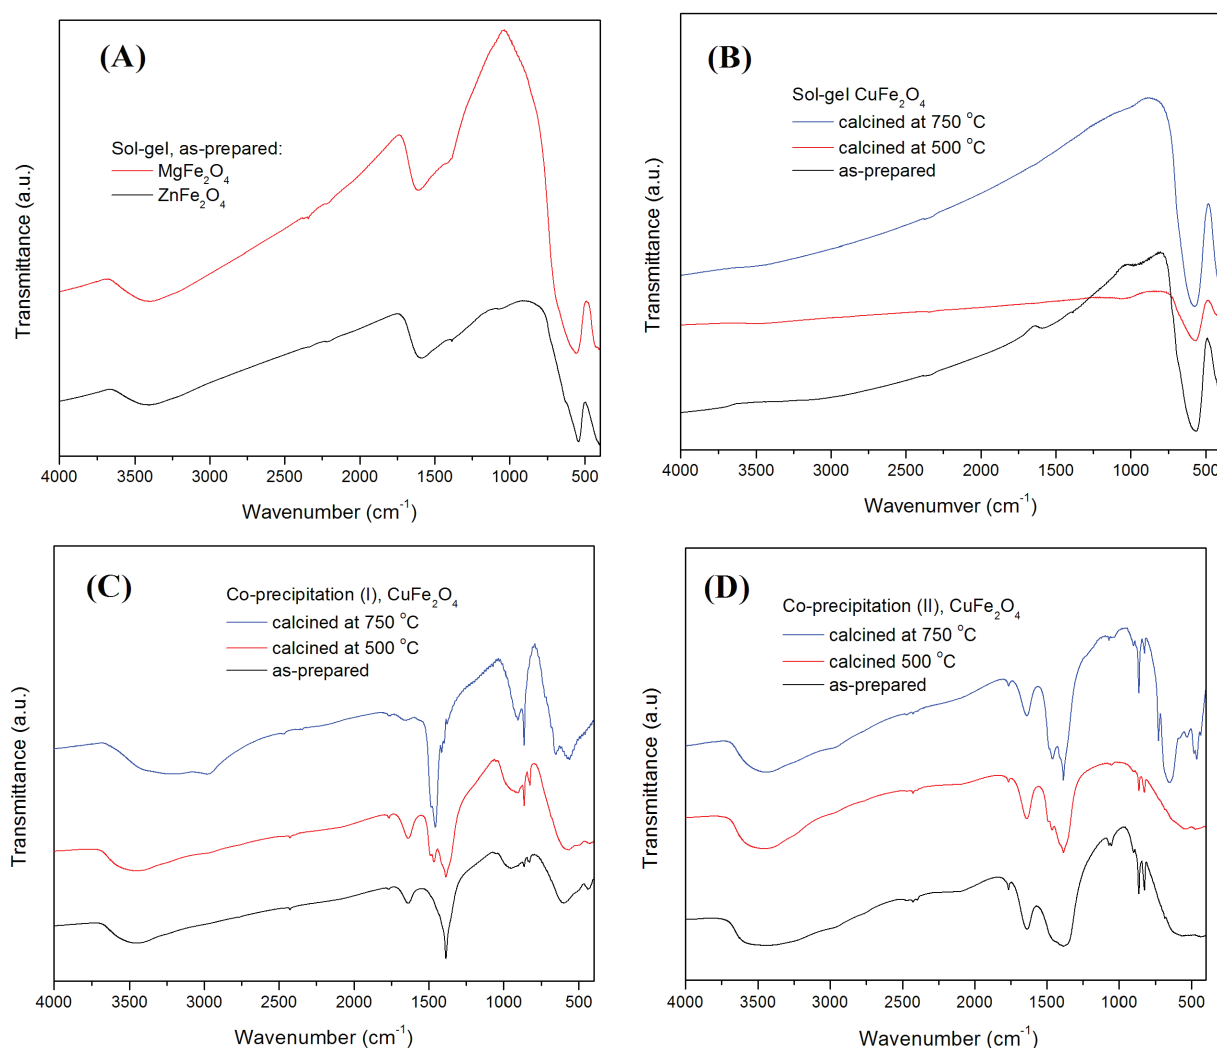 (A)
Sol-gel, as-prepared:
MgFe₂O₄
ZnFe₂O₄
Transmittance (a.u.)
4000 3500 3000 2500 2000 1500 1000 500
Wavenumber (cm⁻¹)
(B)
Sol-gel CuFe₂O₄
calcined at 750 °C
calcined at 500 °C
as-prepared
Transmittance (a.u.)
4000 3500 3000 2500 2000 1500 1000 500
Wavenumver (cm⁻¹)
(C)
Co-precipitation (I), CuFe₂O₄
calcined at 750 °C
calcined at 500 °C
as-prepared
Transmittance (a.u.)
4000 3500 3000 2500 2000 1500 1000 500
Wavenumber (cm⁻¹)
(D)
Co-precipitation (II), CuFe₂O₄
calcined at 750 °C
calcined 500 °C
as-prepared
Transmittance (a.u)
4000 3500 3000 2500 2000 1500 1000 500
Wavenumber (cm⁻¹)